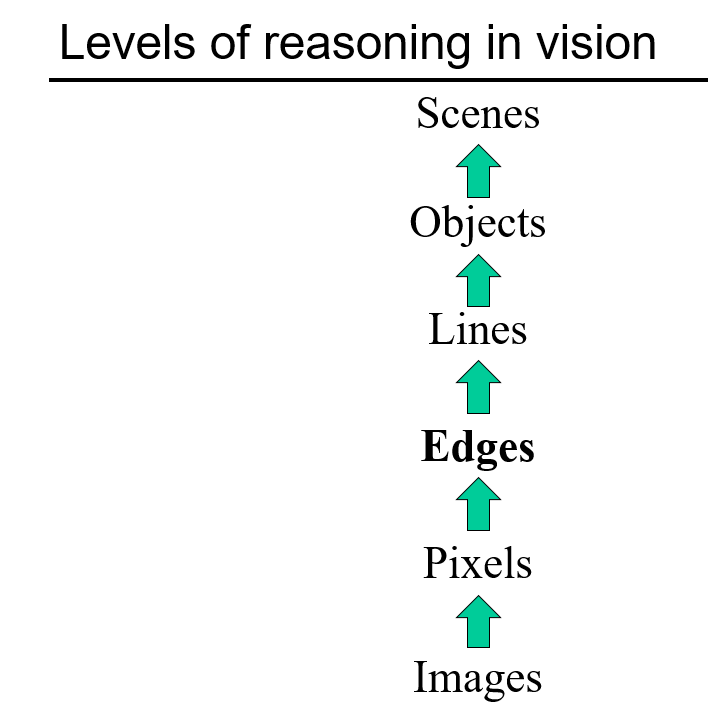 Levels of reasoning in vision
Scenes
Objects
Lines
Edges
Pixels
Images